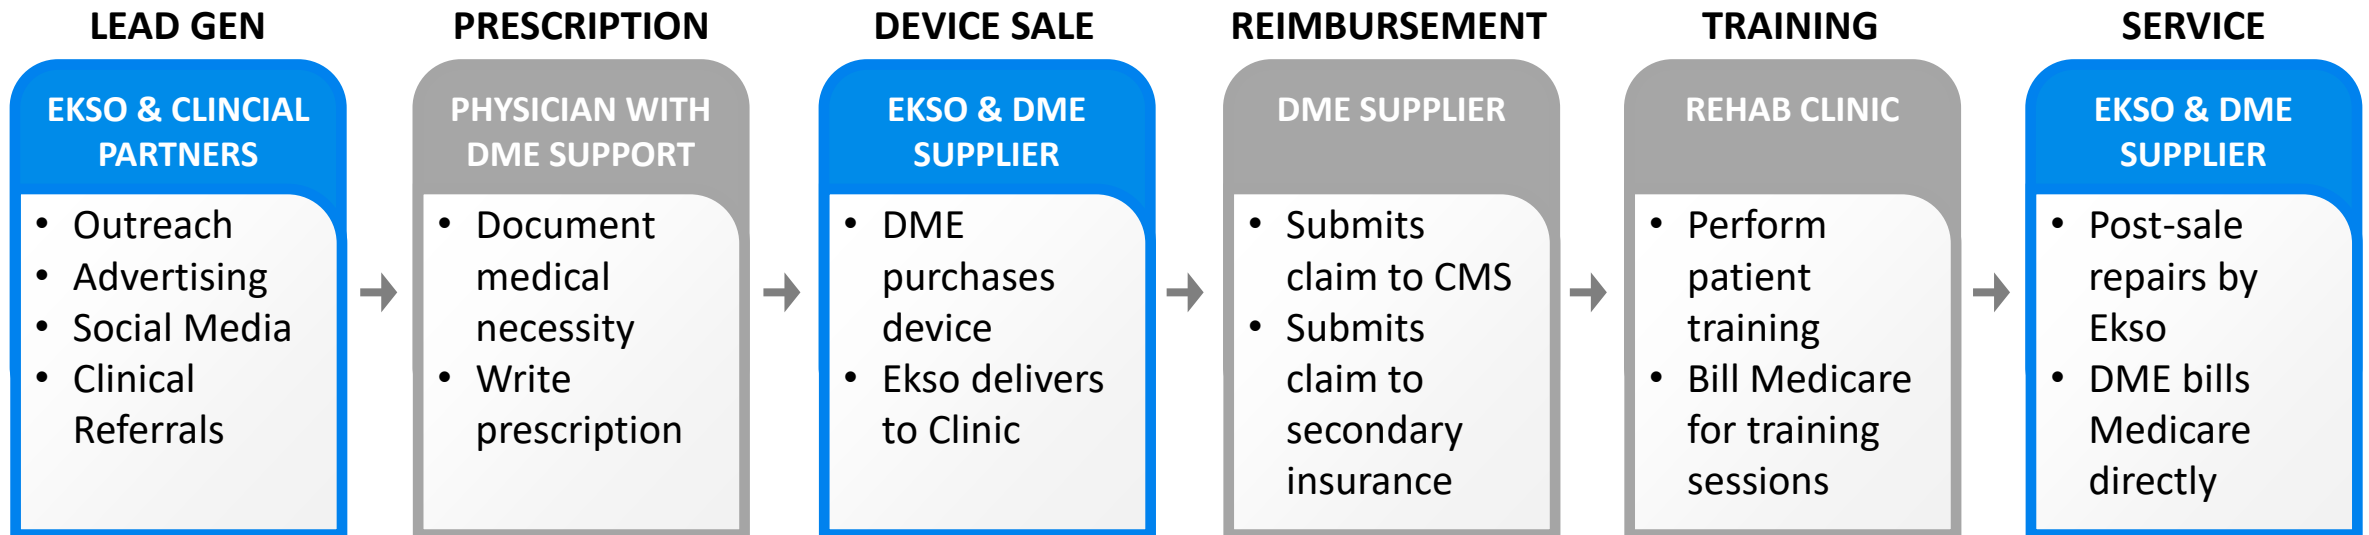 LEAD GEN
EKSO & CLINCIAL
PARTNERS
• Outreach
• Advertising
• Social Media
• Clinical
Referrals
PRESCRIPTION
PHYSICIAN WITH
DME SUPPORT
• Document
medical
necessity
• Write
prescription
DEVICE SALE
EKSO & DME
SUPPLIER
• DME
purchases
device
• Ekso delivers
to Clinic
REIMBURSEMENT
DME SUPPLIER
• Submits
claim to CMS
• Submits
claim to
secondary
insurance
TRAINING
REHAB CLINIC
• Perform
patient
training
• Bill Medicare
for training
sessions
SERVICE
EKSO & DME
SUPPLIER
• Post-sale
repairs by
Ekso
• DME bills
Medicare
directly